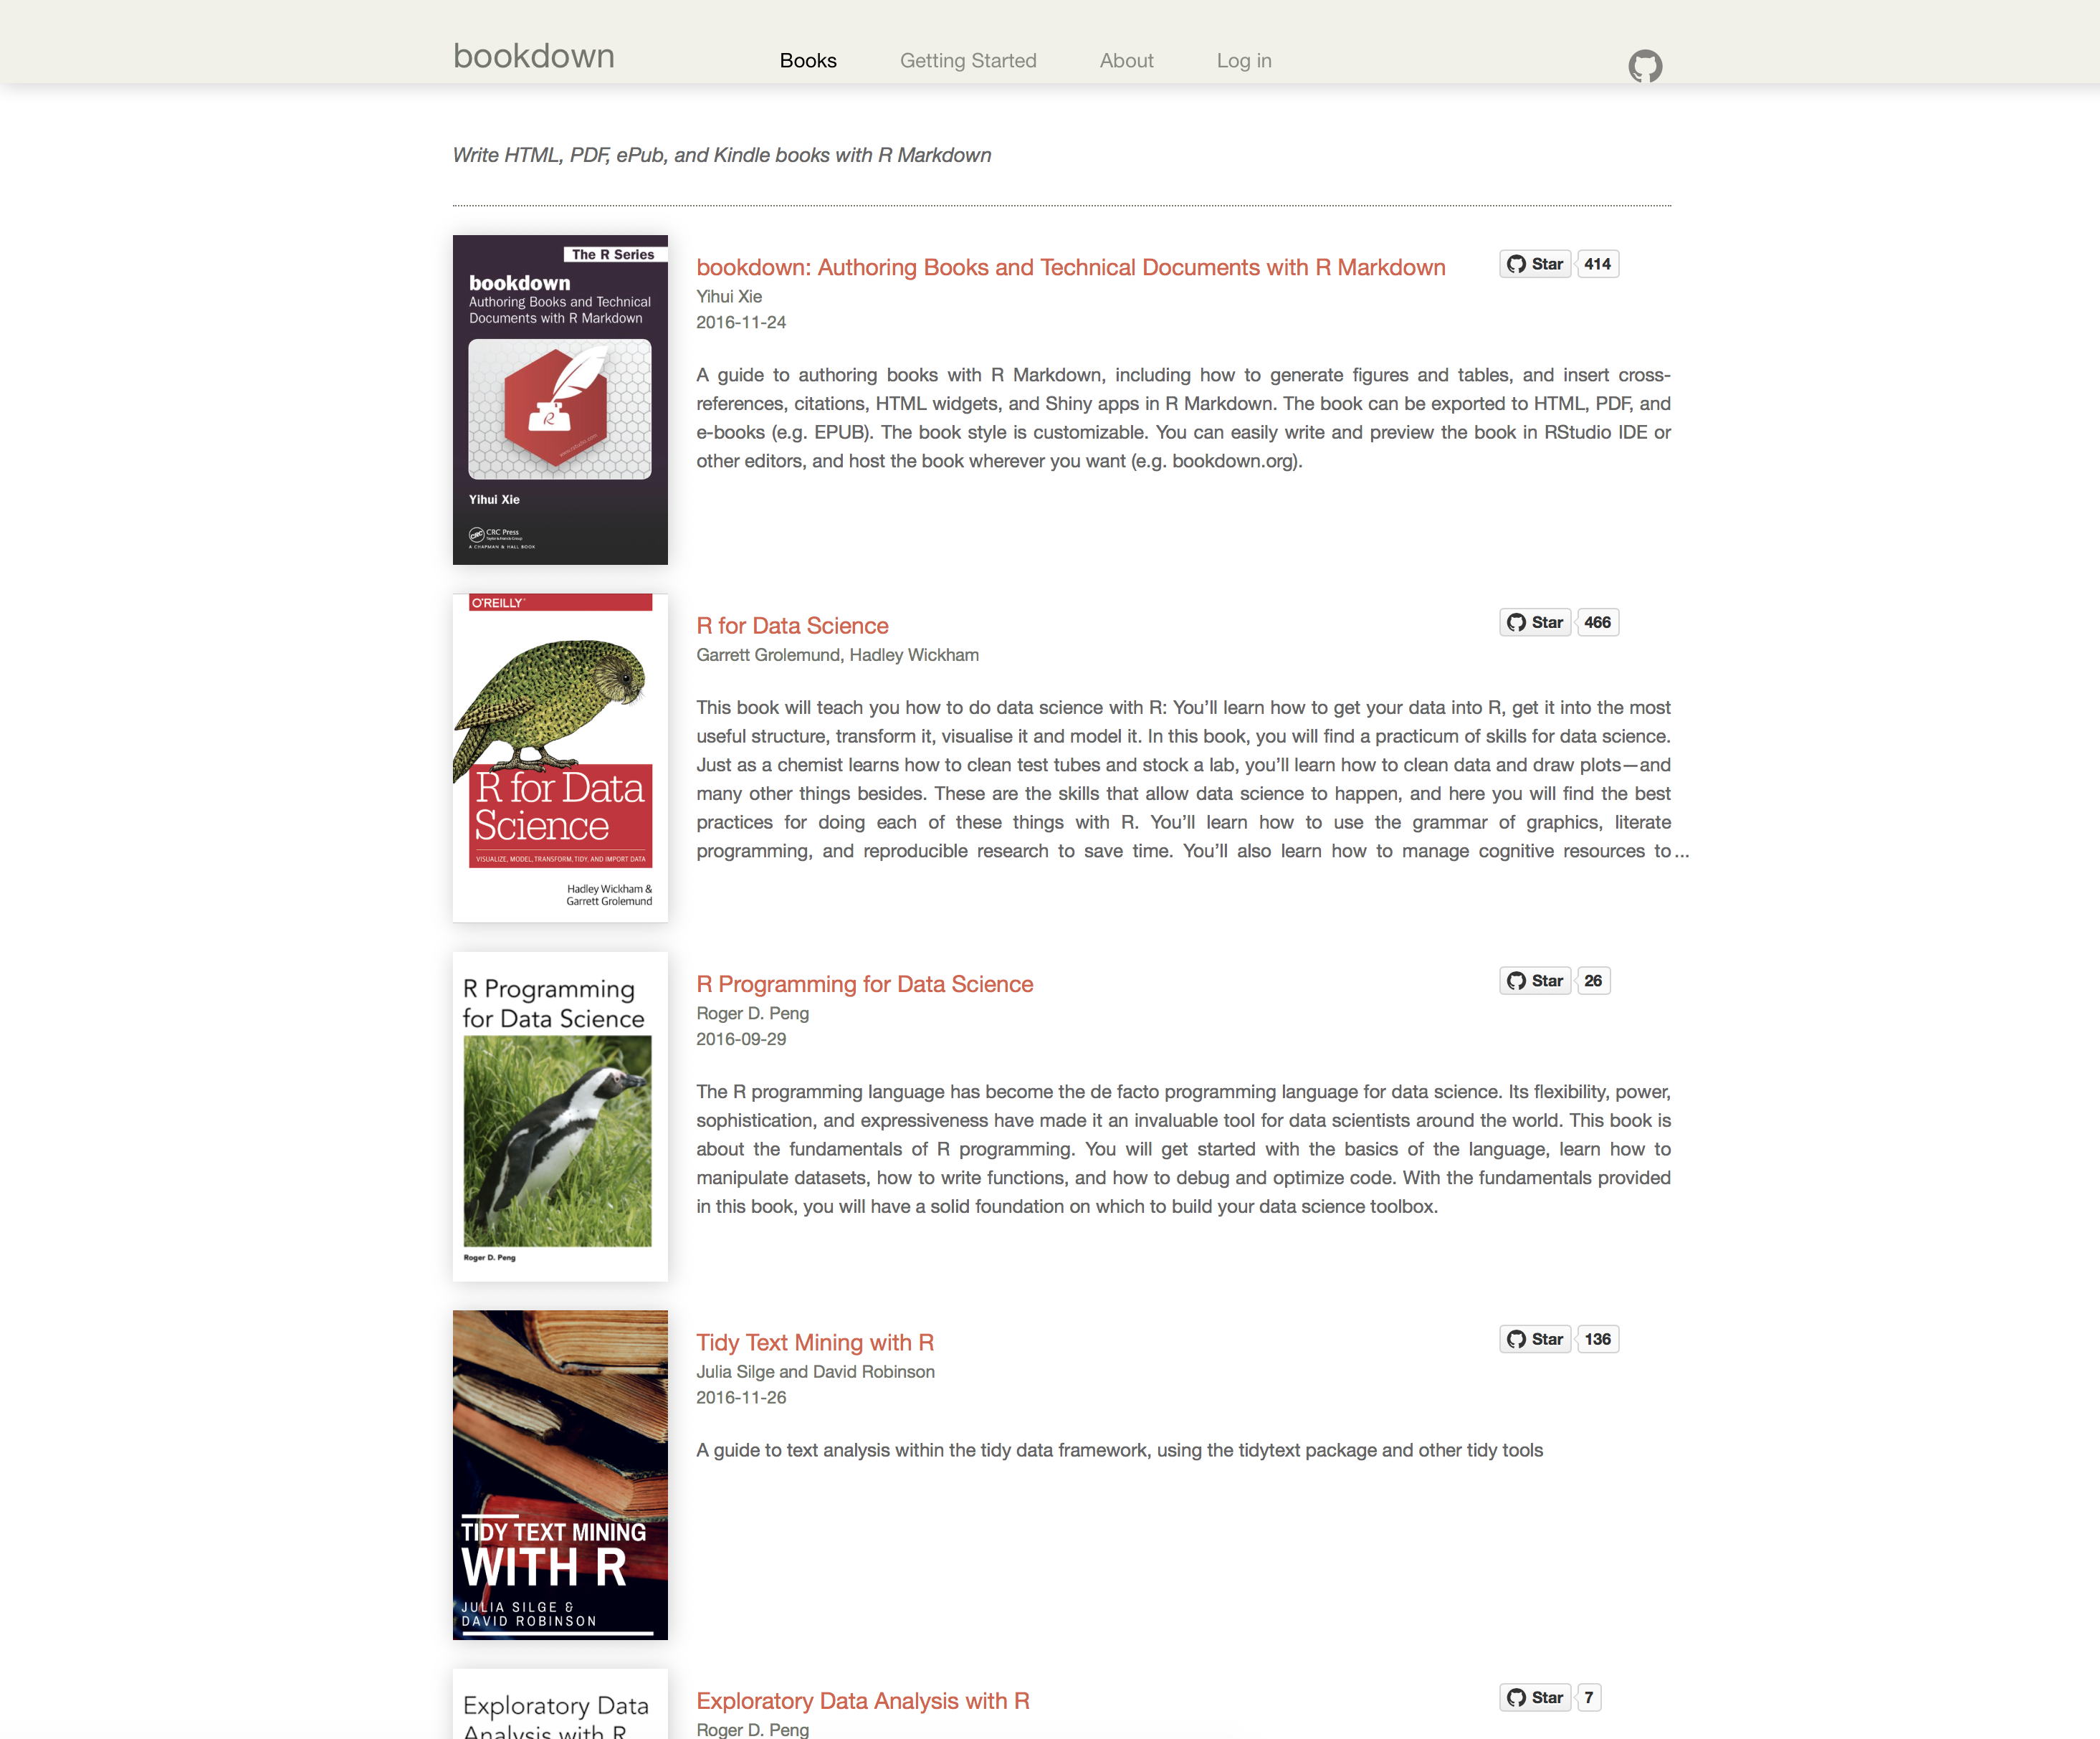 bookdown
Books
Getting Started
About
Log in
Write HTML, PDF, ePub, and Kindle books with R Markdown
The R Series
bookdown
Authoring Books and Technical
Documents with R Markdown
R
www.rstudio.com
Yihui Xie
CRC
CRC Press
Taylor & Francis Group
A CHAPMAN & HALL BOOK
bookdown: Authoring Books and Technical Documents with R Markdown
Star 414
Yihui Xie
2016-11-24
A guide to authoring books with R Markdown, including how to generate figures and tables, and insert cross-
references, citations, HTML widgets, and Shiny apps in R Markdown. The book can be exported to HTML, PDF, and
e-books (e.g. EPUB). The book style is customizable. You can easily write and preview the book in RStudio IDE or
other editors, and host the book wherever you want (e.g. bookdown.org).
O'REILLY®
R for Data
Science
VISUALIZE, MODEL, TRANSFORM, TIDY, AND IMPORT DATA
Hadley Wickham &
Garrett Grolemund
R for Data Science
Star 466
Garrett Grolemund, Hadley Wickham
This book will teach you how to do data science with R: You’ll learn how to get your data into R, get it into the most
useful structure, transform it, visualise it and model it. In this book, you will find a practicum of skills for data science.
Just as a chemist learns how to clean test tubes and stock a lab, you’ll learn how to clean data and draw plots—and
many other things besides. These are the skills that allow data science to happen, and here you will find the best
practices for doing each of these things with R. You’ll learn how to use the grammar of graphics, literate
programming, and reproducible research to save time. You’ll also learn how to manage cognitive resources to...
R Programming
for Data Science
Roger D. Peng
R Programming for Data Science
Star 26
Roger D. Peng
2016-09-29
The R programming language has become the de facto programming language for data science. Its flexibility, power,
sophistication, and expressiveness have made it an invaluable tool for data scientists around the world. This book is
about the fundamentals of R programming. You will get started with the basics of the language, learn how to
manipulate datasets, how to write functions, and how to debug and optimize code. With the fundamentals provided
in this book, you will have a solid foundation on which to build your data science toolbox.
TIDY TEXT MINING
WITH R
JULIA SILGE &
DAVID ROBINSON
Tidy Text Mining with R
Star 136
Julia Silge and David Robinson
2016-11-26
A guide to text analysis within the tidy data framework, using the tidytext package and other tidy tools
Exploratory Data
Analysis with R
Exploratory Data Analysis with R
Star 7
Roger D. Peng